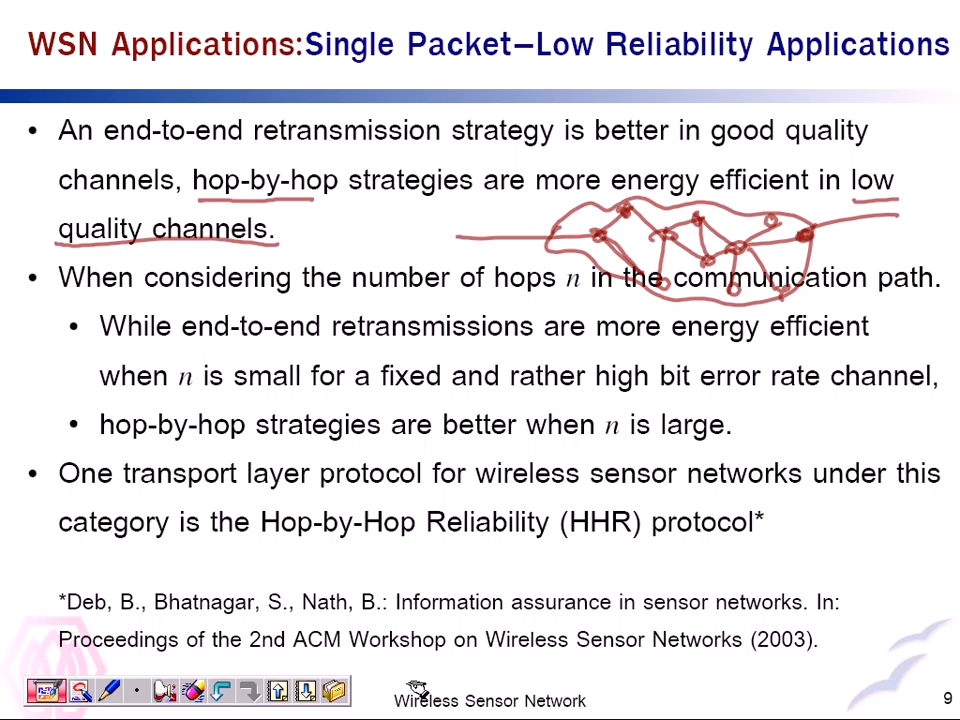 WSN Applications:Single Packet–Low Reliability Applications
• An end-to-end retransmission strategy is better in good quality
channels, hop-by-hop strategies are more energy efficient in low
quality channels.
• When considering the number of hops n in the communication path.
• While end-to-end retransmissions are more energy efficient
when n is small for a fixed and rather high bit error rate channel,
• hop-by-hop strategies are better when n is large.
• One transport layer protocol for wireless sensor networks under this
category is the Hop-by-Hop Reliability (HHR) protocol*
*Deb, B., Bhatnagar, S., Nath, B.: Information assurance in sensor networks. In:
Proceedings of the 2nd ACM Workshop on Wireless Sensor Networks (2003).
Wireless Sensor Network
9